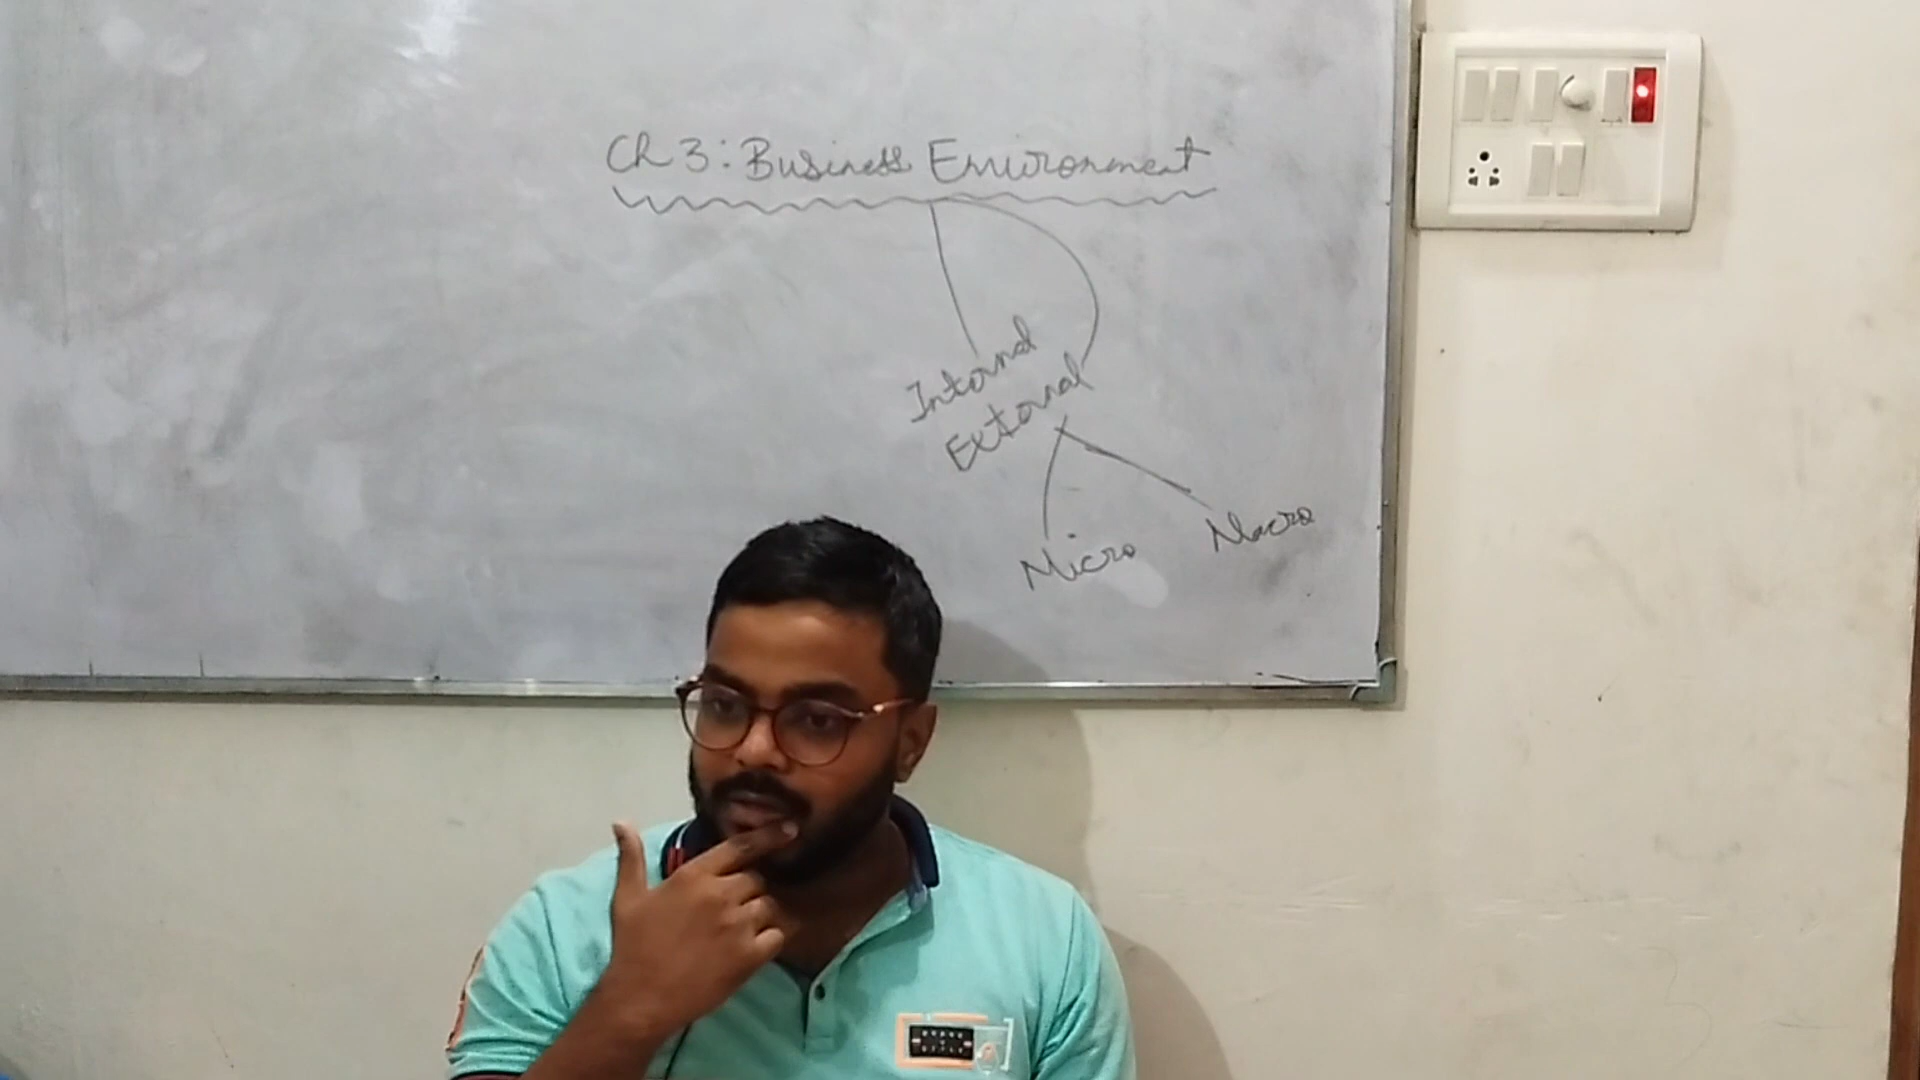 Ch 3: Business Environment
Internal
External
Micro
Macro